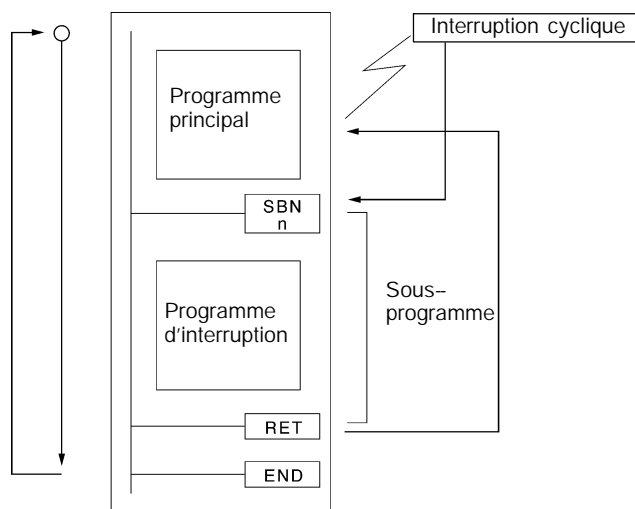 Interruption cyclique
Programme
principal
SBN
n
Programme
d'interruption
Sous--
programme
RET
END